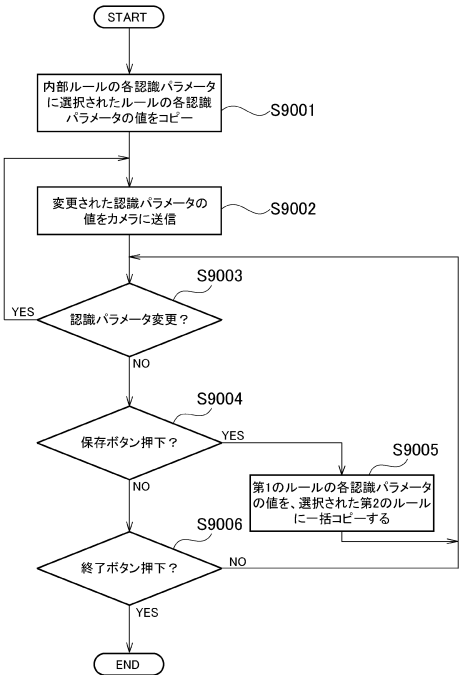 START
内部ルールの各認識パラメータ
に選択されたルールの各認識
パラメータの値をコピー
S9001
変更された認識パラメータの
値をカメラに送信
S9002
S9003
YES
認識パラメータ変更？
NO
S9004
保存ボタン押下？
YES
S9005
NO
第1のルールの各認識パラメータ
の値を、選択された第2のルール
に一括コピーする
S9006
終了ボタン押下？
NO
YES
END